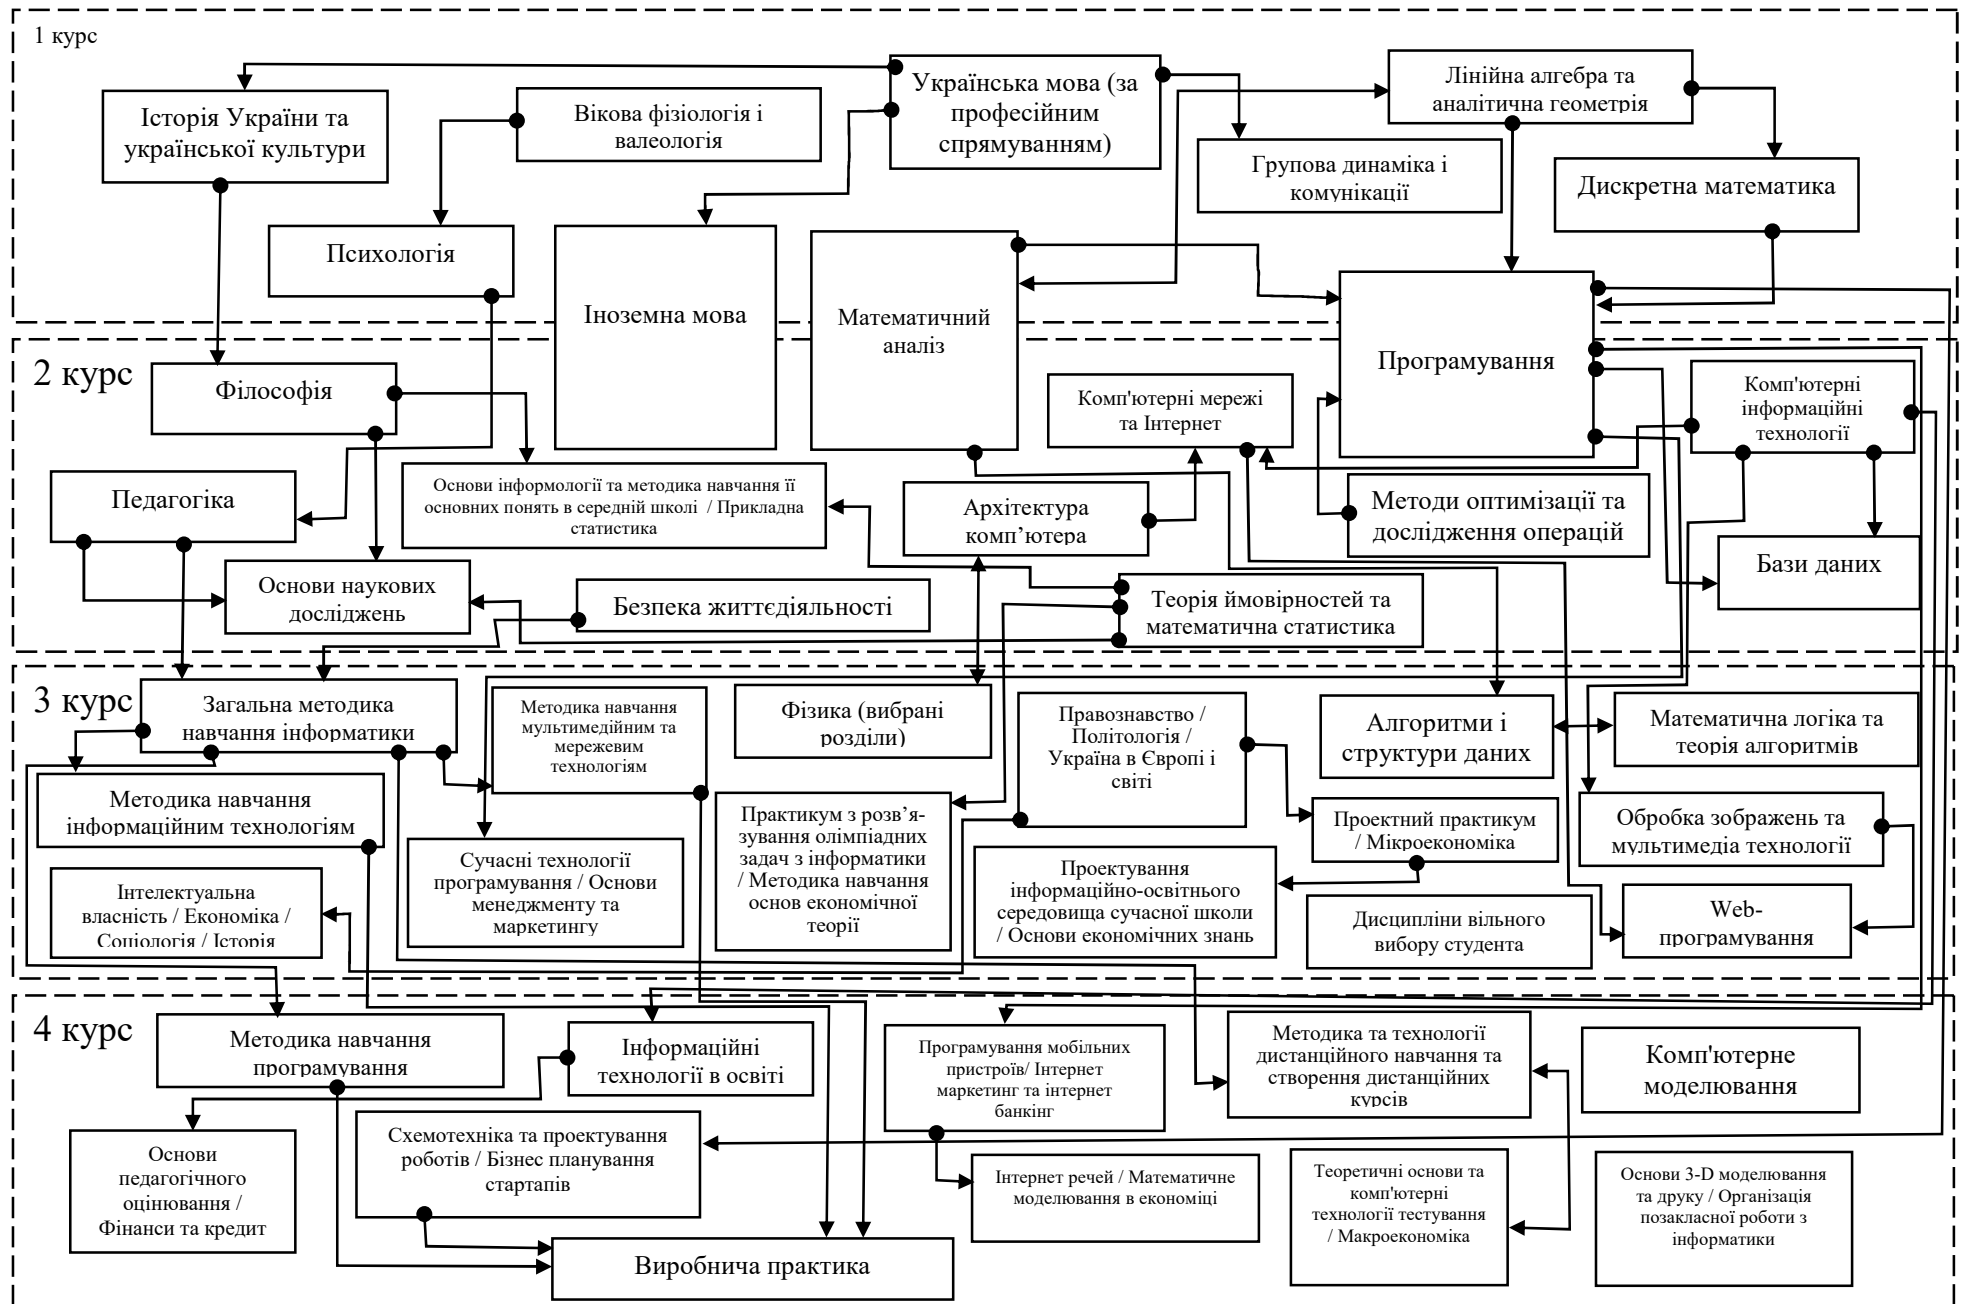 1 курс
Історія України та
української культури
Вікова фізіологія і
валеологія
Українська мова (за
професійним
спрямуванням)
Лінійна алгебра та
аналітична геометрія
Групова динаміка і
комунікації
Дискретна математика
Психологія
Іноземна мова
Математичний
аналіз
Програмування
2 курс
Філософія
Комп'ютерні мережі
та Інтернет
Комп'ютерні
інформаційні
технології
Педагогіка
Основи інформології та методика навчання її
основних понять в середній школі / Прикладна
статистика
Архітектура
комп’ютера
Методи оптимізації та
дослідження операцій
Бази даних
Основи наукових
досліджень
Безпека життєдіяльності
Теорія ймовірностей та
математична статистика
3 курс
Загальна методика
навчання інформатики
Методика навчання
мультимедійним та
мережевим
технологіям
Фізика (вибрані
розділи)
Правознавство /
Політологія /
Україна в Європі і
світі
Алгоритми і
структури даних
Математична логіка та
теорія алгоритмів
Методика навчання
інформаційним технологіям
Практикум з розв’я-
зування олімпіадних
задач з інформатики
/ Методика навчання
основ економічної
теорії
Проектний практикум
/ Мікроекономіка
Обробка зображень та
мультимедіа технології
Сучасні технології
програмування / Основи
менеджменту та
маркетингу
Проектування
інформаційно-освітнього
середовища сучасної школи
/ Основи економічних знань
Інтелектуальна
власність / Економіка /
Соціологія / Історія
Дисципліни вільного
вибору студента
Web-
програмування
4 курс
Методика навчання
програмування
Інформаційні
технології в освіті
Програмування мобільних
пристроїв/ Інтернет
маркетинг та інтернет
банкінг
Методика та технології
дистанційного навчання та
створення дистанційних
курсів
Комп'ютерне
моделювання
Основи
педагогічного
оцінювання /
Фінанси та кредит
Схемотехніка та проектування
роботів / Бізнес планування
стартапів
Інтернет речей / Математичне
моделювання в економіці
Теоретичні основи та
комп'ютерні
технології тестування
/ Макроекономіка
Основи 3-D моделювання
та друку / Організація
позакласної роботи з
інформатики
Виробнича практика